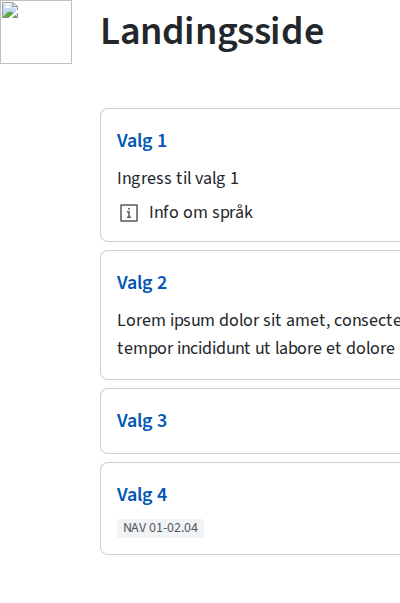 Landingsside
Valg 1
Ingress til valg 1
Info om språk
Valg 2
Lorem ipsum dolor sit amet, consecte
tempor incididunt ut labore et dolore
Valg 3
Valg 4
NAV 01-02.04